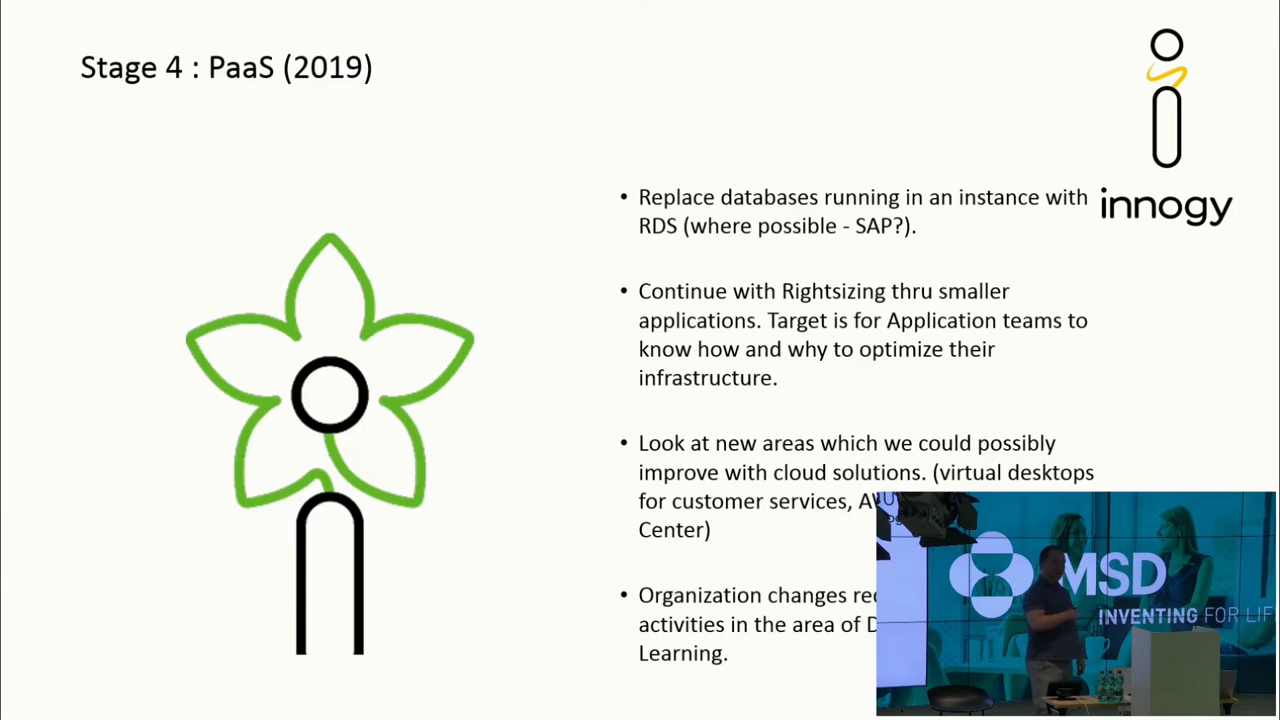 Stage 4 : PaaS (2019)
innogy
• Replace databases running in an instance with
RDS (where possible - SAP?).
• Continue with Rightsizing thru smaller
applications. Target is for Application teams to
know how and why to optimize their
infrastructure.
• Look at new areas which we could possibly
improve with cloud solutions. (virtual desktops
for customer services,
Center)
• Organization changes
activities in the area of
Learning.
MSD
INVENTING FOR LIF